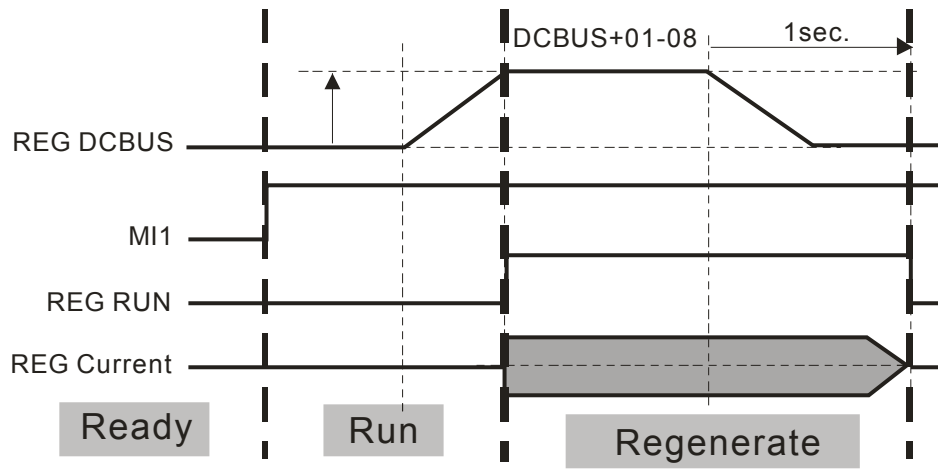 DCBUS+01-08
1sec.
REG DCBUS
MI1
REG RUN
REG Current
Ready
Run
Regenerate